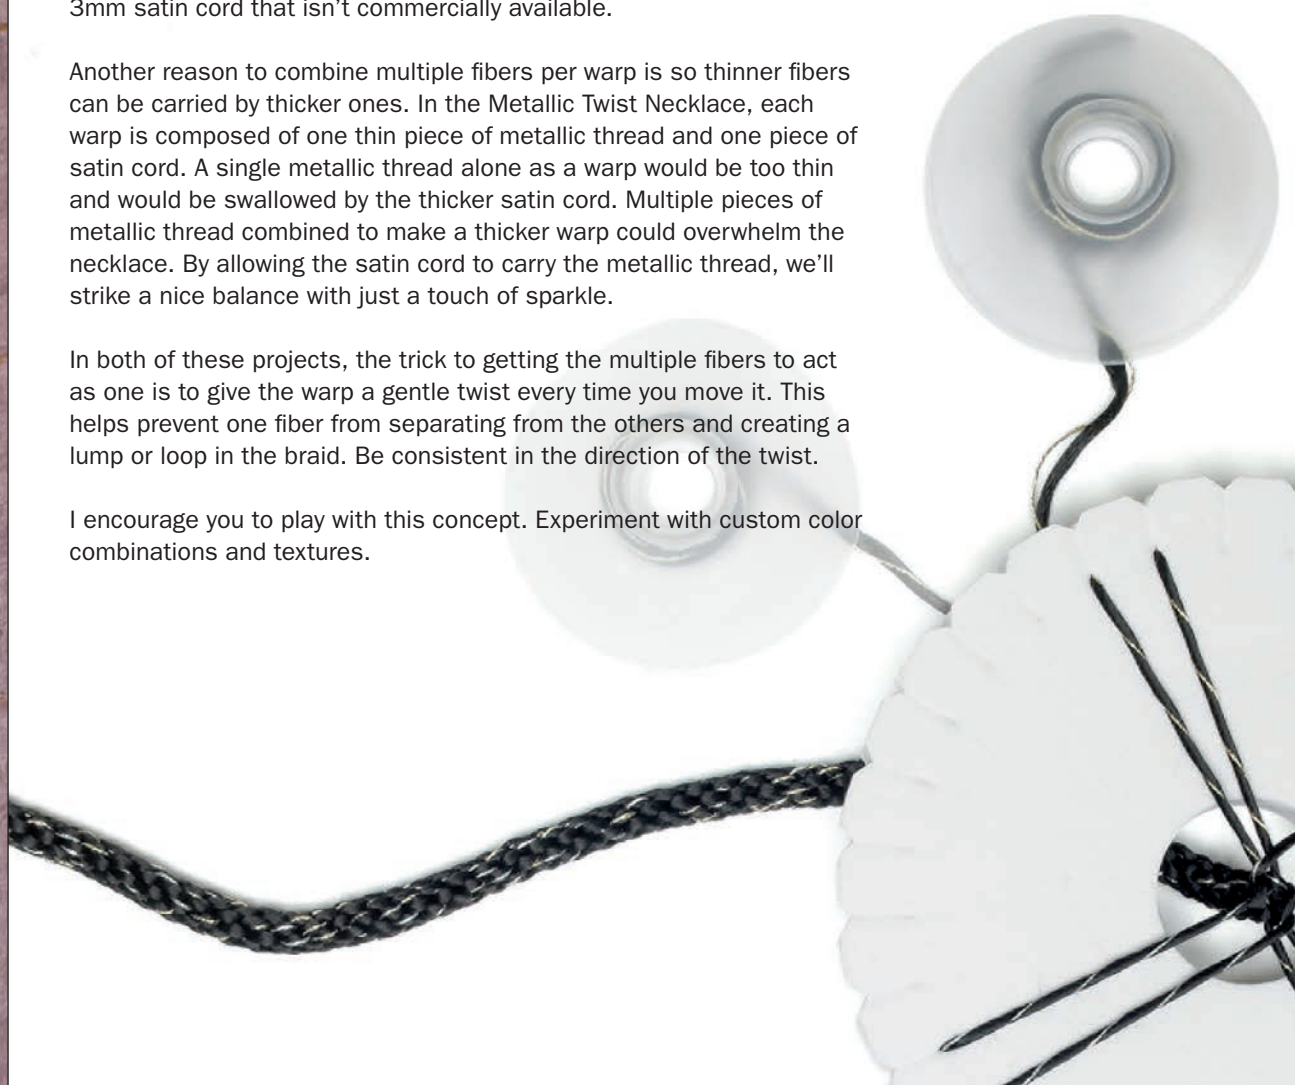 3mm satin cord that isn't commercially available.
Another reason to combine multiple fibers per warp is so thinner fibers
can be carried by thicker ones. In the Metallic Twist Necklace, each
warp is composed of one thin piece of metallic thread and one piece of
satin cord. A single metallic thread alone as a warp would be too thin
and would be swallowed by the thicker satin cord. Multiple pieces of
metallic thread combined to make a thicker warp could overwhelm the
necklace. By allowing the satin cord to carry the metallic thread, we'll
strike a nice balance with just a touch of sparkle.
In both of these projects, the trick to getting the multiple fibers to act
as one is to give the warp a gentle twist every time you move it. This
helps prevent one fiber from separating from the others and creating a
lump or loop in the braid. Be consistent in the direction of the twist.
I encourage you to play with this concept. Experiment with custom color
combinations and textures.